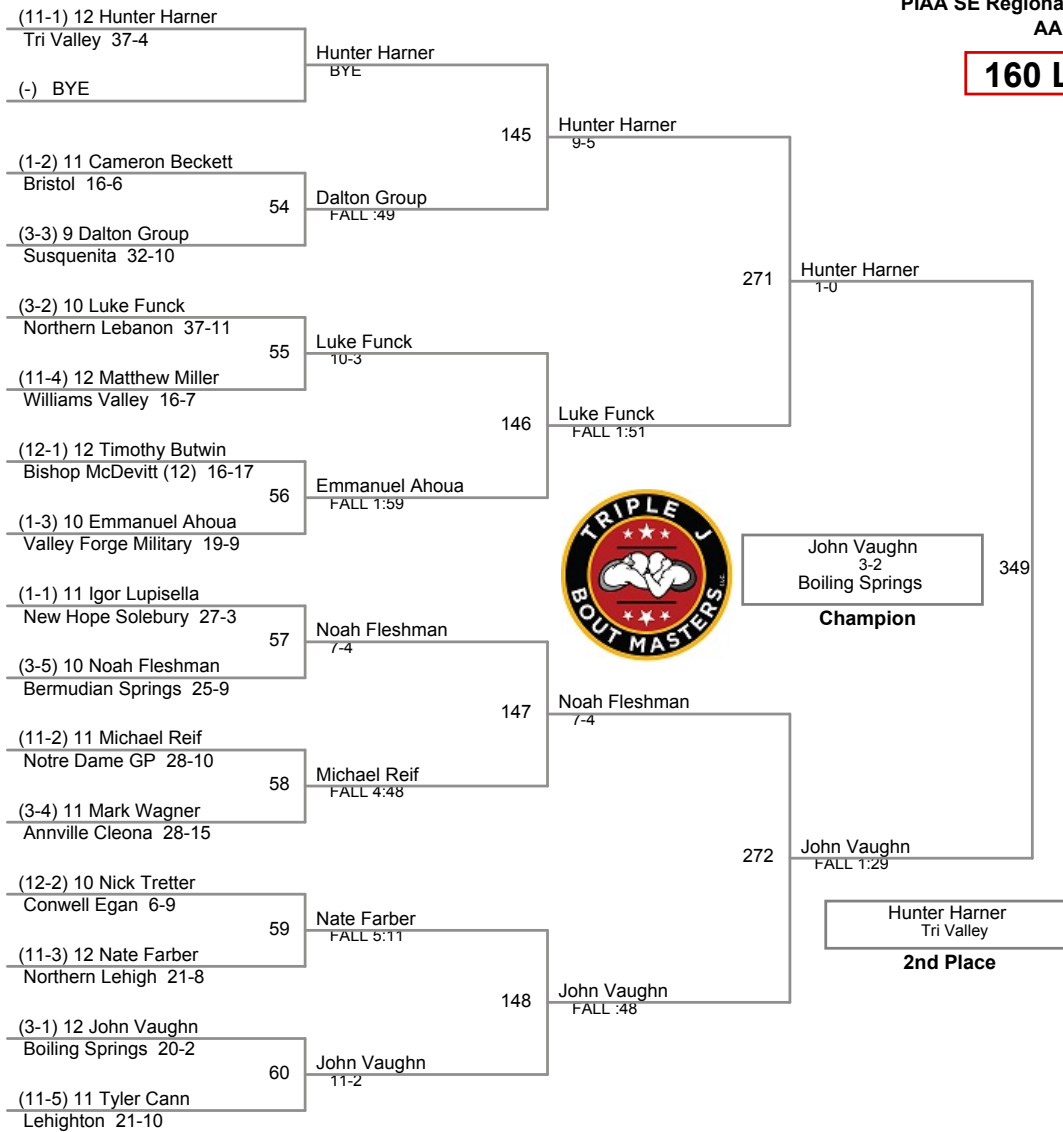 PIAA SE Regiona
AA
160 L
(11-1) 12 Hunter Harner
Tri Valley 37-4
(-) BYE
(1-2) 11 Cameron Beckett
Bristol 16-6
54
(3-3) 9 Dalton Group
Susquenita 32-10
(3-2) 10 Luke Funck
Northern Lebanon 37-11
55
(11-4) 12 Matthew Miller
Williams Valley 16-7
(12-1) 12 Timothy Butwin
Bishop McDevitt (12) 16-17
56
(1-3) 10 Emmanuel Ahoua
Valley Forge Military 19-9
(1-1) 11 Igor Lupisella
New Hope Solebury 27-3
57
(3-5) 10 Noah Fleshman
Bermudian Springs 25-9
(11-2) 11 Michael Reif
Notre Dame GP 28-10
58
(3-4) 11 Mark Wagner
Annville Cleona 28-15
(12-2) 10 Nick Tretter
Conwell Egan 6-9
59
(11-3) 12 Nate Farber
Northern Lehigh 21-8
(3-1) 12 John Vaughn
Boiling Springs 20-2
60
(11-5) 11 Tyler Cann
Lehighton 21-10
Hunter Harner
BYE
145
Dalton Group
FALL :49
Luke Funck
10-3
146
Emmanuel Ahoua
FALL 1:59
Noah Fleshman
7-4
147
Michael Reif
FALL 4:48
Nate Farber
FALL 5:11
148
John Vaughn
11-2
Hunter Harner
9-5
271
Luke Funck
FALL 1:51
Noah Fleshman
7-4
272
John Vaughn
FALL :48
Hunter Harner
1-0
349
John Vaughn
FALL 1:29
TRIPLE J
BOUT MASTERS
John Vaughn
3-2
Boiling Springs
Champion
Hunter Harner
Tri Valley
2nd Place